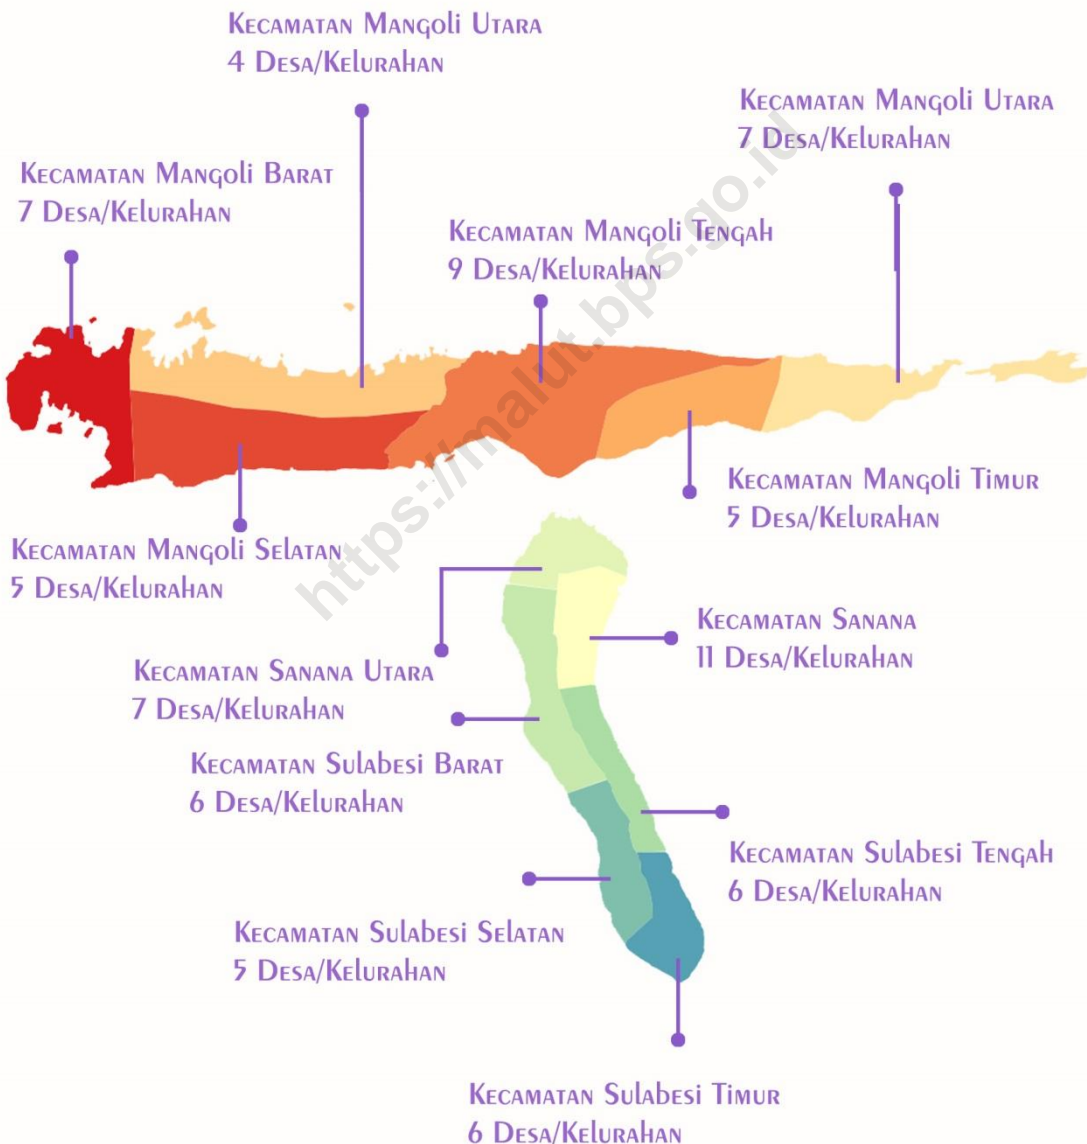 Kecamatan Mangoli Utara
4 Desa/Kelurahan
Kecamatan Mangoli Utara
7 Desa/Kelurahan
Kecamatan Mangoli Barat
7 Desa/Kelurahan
Kecamatan Mangoli Tengah
9 Desa/Kelurahan
Kecamatan Mangoli Timur
5 Desa/Kelurahan
Kecamatan Mangoli Selatan
5 Desa/Kelurahan
Kecamatan Sanana
11 Desa/Kelurahan
Kecamatan Sanana Utara
7 Desa/Kelurahan
Kecamatan Sulabesi Barat
6 Desa/Kelurahan
Kecamatan Sulabesi Tengah
6 Desa/Kelurahan
Kecamatan Sulabesi Selatan
5 Desa/Kelurahan
Kecamatan Sulabesi Timur
6 Desa/Kelurahan
https://malut.bps.go.id